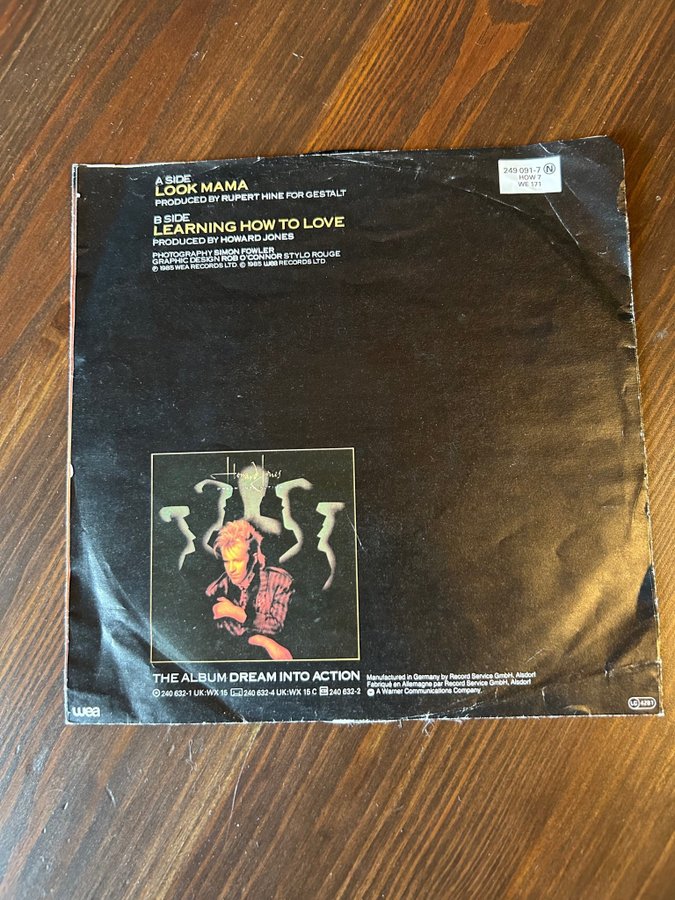 A SIDE
LOOK MAMA
PRODUCED BY RUPERT HINE FOR GESTALT
B SIDE
LEARNING HOW TO LOVE
PRODUCED BY HOWARD JONES
PHOTOGRAPHY SIMON FOWLER
GRAPHIC DESIGN ROB O'CONNOR STYLO ROUGE
℗ 1985 WEA RECORDS LTD. © 1985 wea RECORDS LTD
249 091-7 Ⓝ
HOW 7
WE 171
Howard Jones
THE ALBUM DREAM INTO ACTION
240 632-1 UK:WX 15 240 632-4 UK:WX 15 C 240 632-2
Manufactured in Germany by Record Service GmbH, Alsdorf
Fabriqué en Allemagne par Record Service GmbH, Alsdorf
A Warner Communications Company.
wea
LC 4281